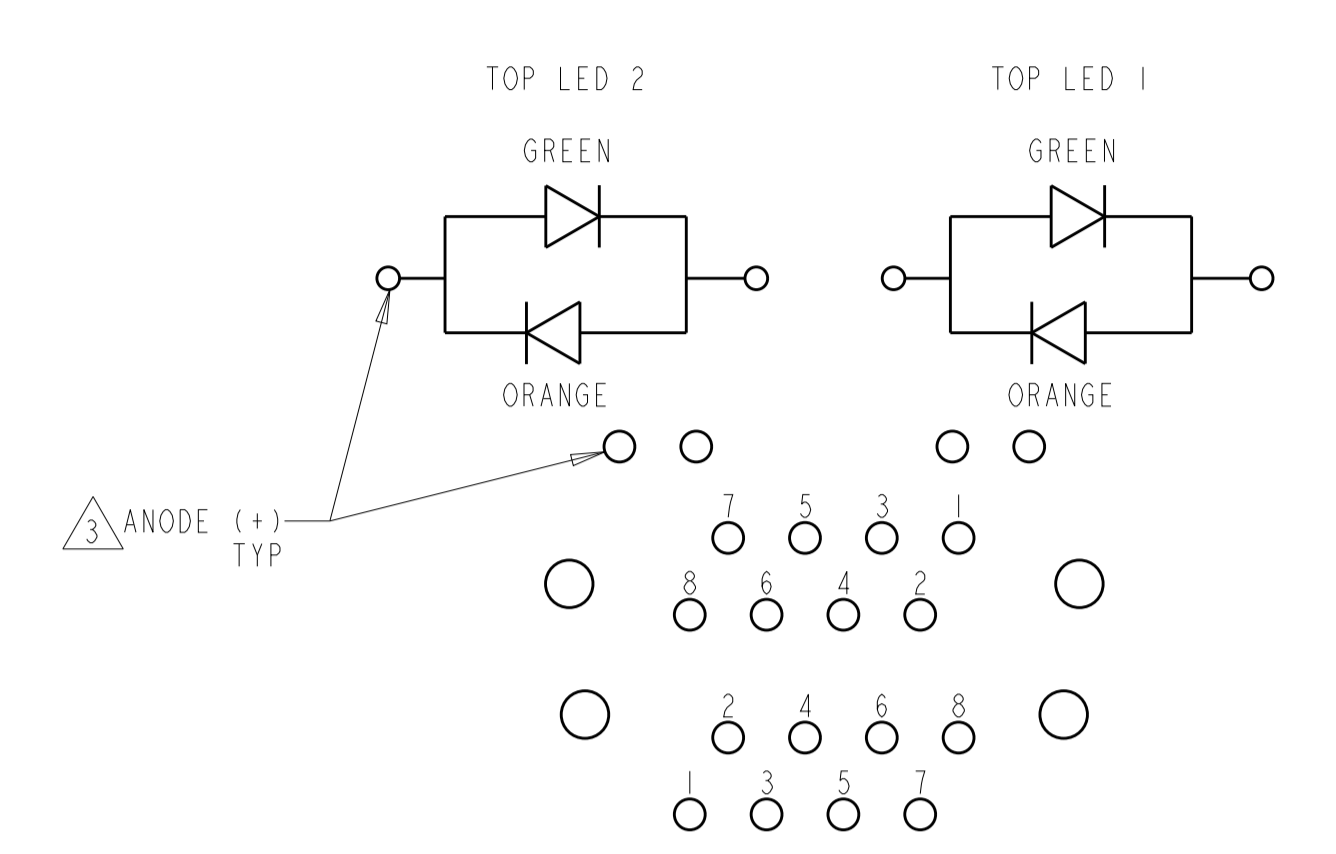 TOP LED 2
TOP LED 1
GREEN
GREEN
ORANGE
ORANGE
3 ANODE (+)
TYP
7 5 3 1
8 6 4 2
2 4 6 8
1 3 5 7